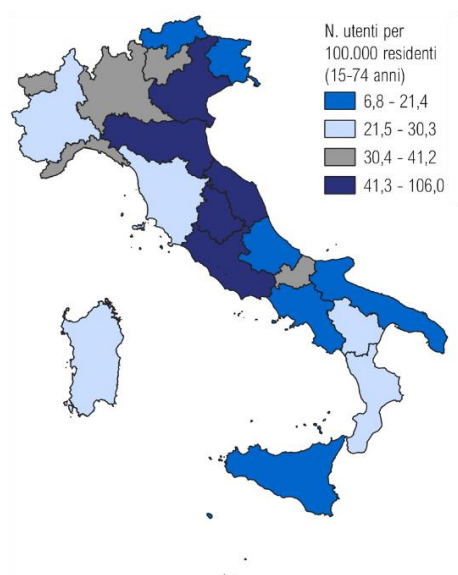 N. utenti per
100.000 residenti
(15-74 anni)
6,8 - 21,4
21,5 - 30,3
30,4 - 41,2
41,3 - 106,0